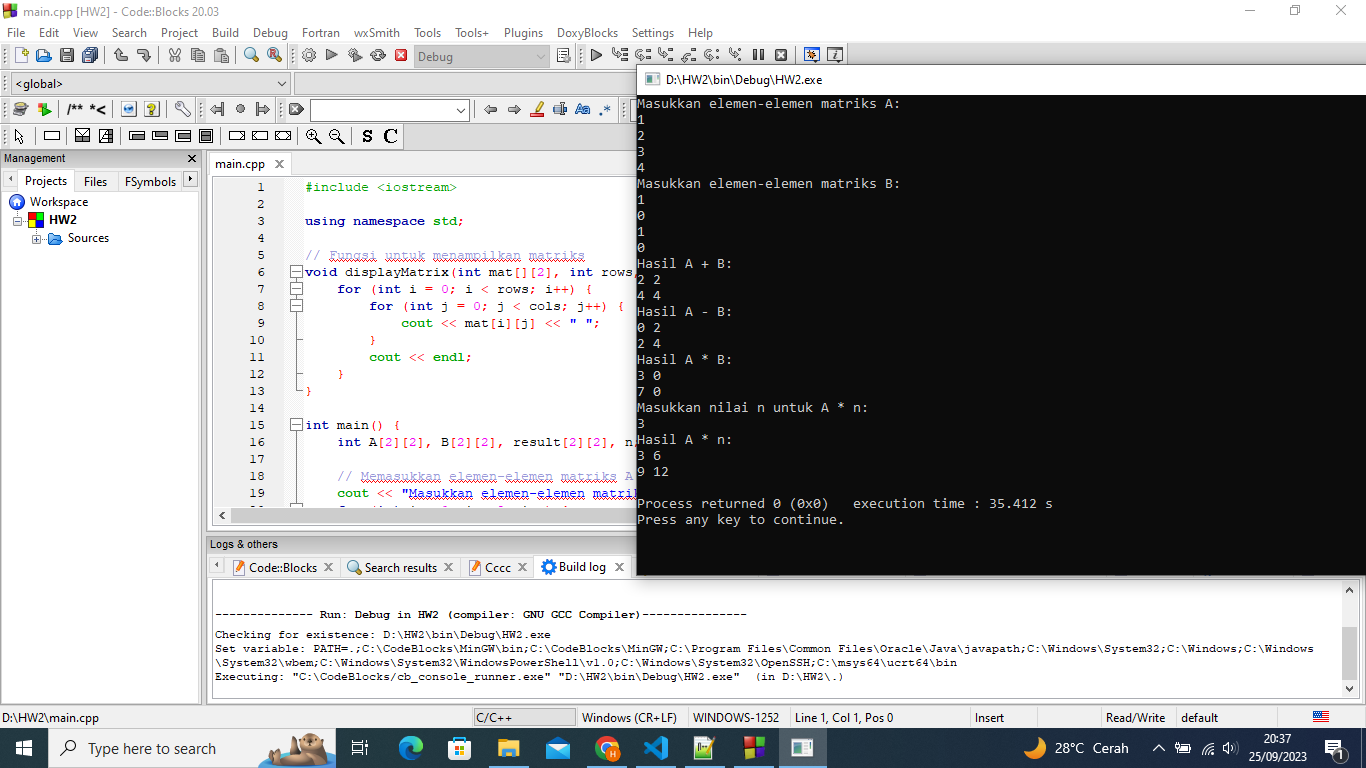 main.cpp [HW2] - Code::Blocks 20.03
File Edit View Search Project Build Debug Fortran wxSmith Tools Tools+ Plugins DoxyBlocks Settings Help
Debug
<global>
/** *<
Aa .*
S C
Management
Projects Files FSymbols
Workspace
HW2
Sources
main.cpp
1 #include <iostream>
2
3 using namespace std;
4
5 // Fungsi untuk menampilkan matriks
6 void displayMatrix(int mat[][2], int rows,
7 for (int i = 0; i < rows; i++) {
8 for (int j = 0; j < cols; j++) {
9 cout << mat[i][j] << " ";
10 }
11 cout << endl;
12 }
13 }
14
15 int main() {
16 int A[2][2], B[2][2], result[2][2], n,
17
18 // Memasukkan elemen-elemen matriks A
19 cout << "Masukkan elemen-elemen matrik
D:\HW2\bin\Debug\HW2.exe
Masukkan elemen-elemen matriks A:
1
2
3
4
Masukkan elemen-elemen matriks B:
1
0
1
0
Hasil A + B:
2 2
4 4
Hasil A - B:
0 2
2 4
Hasil A * B:
3 0
7 0
Masukkan nilai n untuk A * n:
3
Hasil A * n:
3 6
9 12
Process returned 0 (0x0)   execution time : 35.412 s
Press any key to continue.
Logs & others
Code::Blocks Search results Cccc Build log
-------------- Run: Debug in HW2 (compiler: GNU GCC Compiler)---------------
Checking for existence: D:\HW2\bin\Debug\HW2.exe
Set variable: PATH=.;C:\CodeBlocks\MinGW\bin;C:\CodeBlocks\MinGW;C:\Program Files\Common Files\Oracle\Java\javapath;C:\Windows\System32;C:\Windows;C:\Windows
\System32\wbem;C:\Windows\System32\WindowsPowerShell\v1.0;C:\Windows\System32\OpenSSH;C:\msys64\ucrt64\bin
Executing: "C:\CodeBlocks/cb_console_runner.exe" "D:\HW2\bin\Debug\HW2.exe"  (in D:\HW2\.)
D:\HW2\main.cpp C/C++ Windows (CR+LF) WINDOWS-1252 Line 1, Col 1, Pos 0 Insert Read/Write default
Type here to search
28°C Cerah
20:37
25/09/2023
1